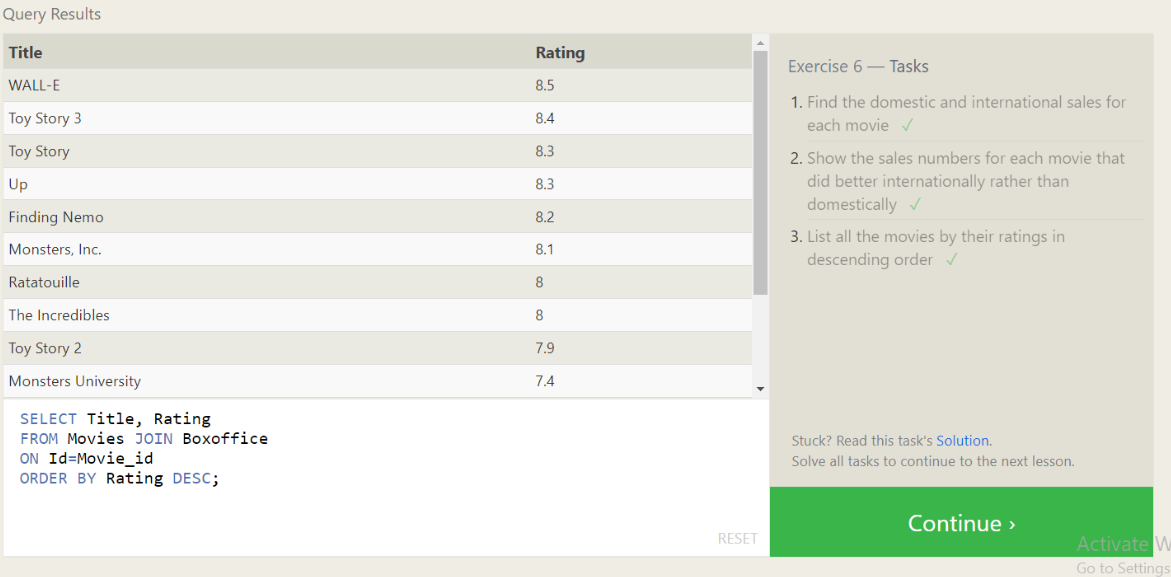 Query Results
Title Rating
WALL-E 8.5
Toy Story 3 8.4
Toy Story 8.3
Up 8.3
Finding Nemo 8.2
Monsters, Inc. 8.1
Ratatouille 8
The Incredibles 8
Toy Story 2 7.9
Monsters University 7.4
SELECT Title, Rating
FROM Movies JOIN Boxoffice
ON Id=Movie_id
ORDER BY Rating DESC;
RESET
Exercise 6 — Tasks
1. Find the domestic and international sales for
each movie ✓
2. Show the sales numbers for each movie that
did better internationally rather than
domestically ✓
3. List all the movies by their ratings in
descending order ✓
Stuck? Read this task's Solution.
Solve all tasks to continue to the next lesson.
Continue ›
Activate W
Go to Settings